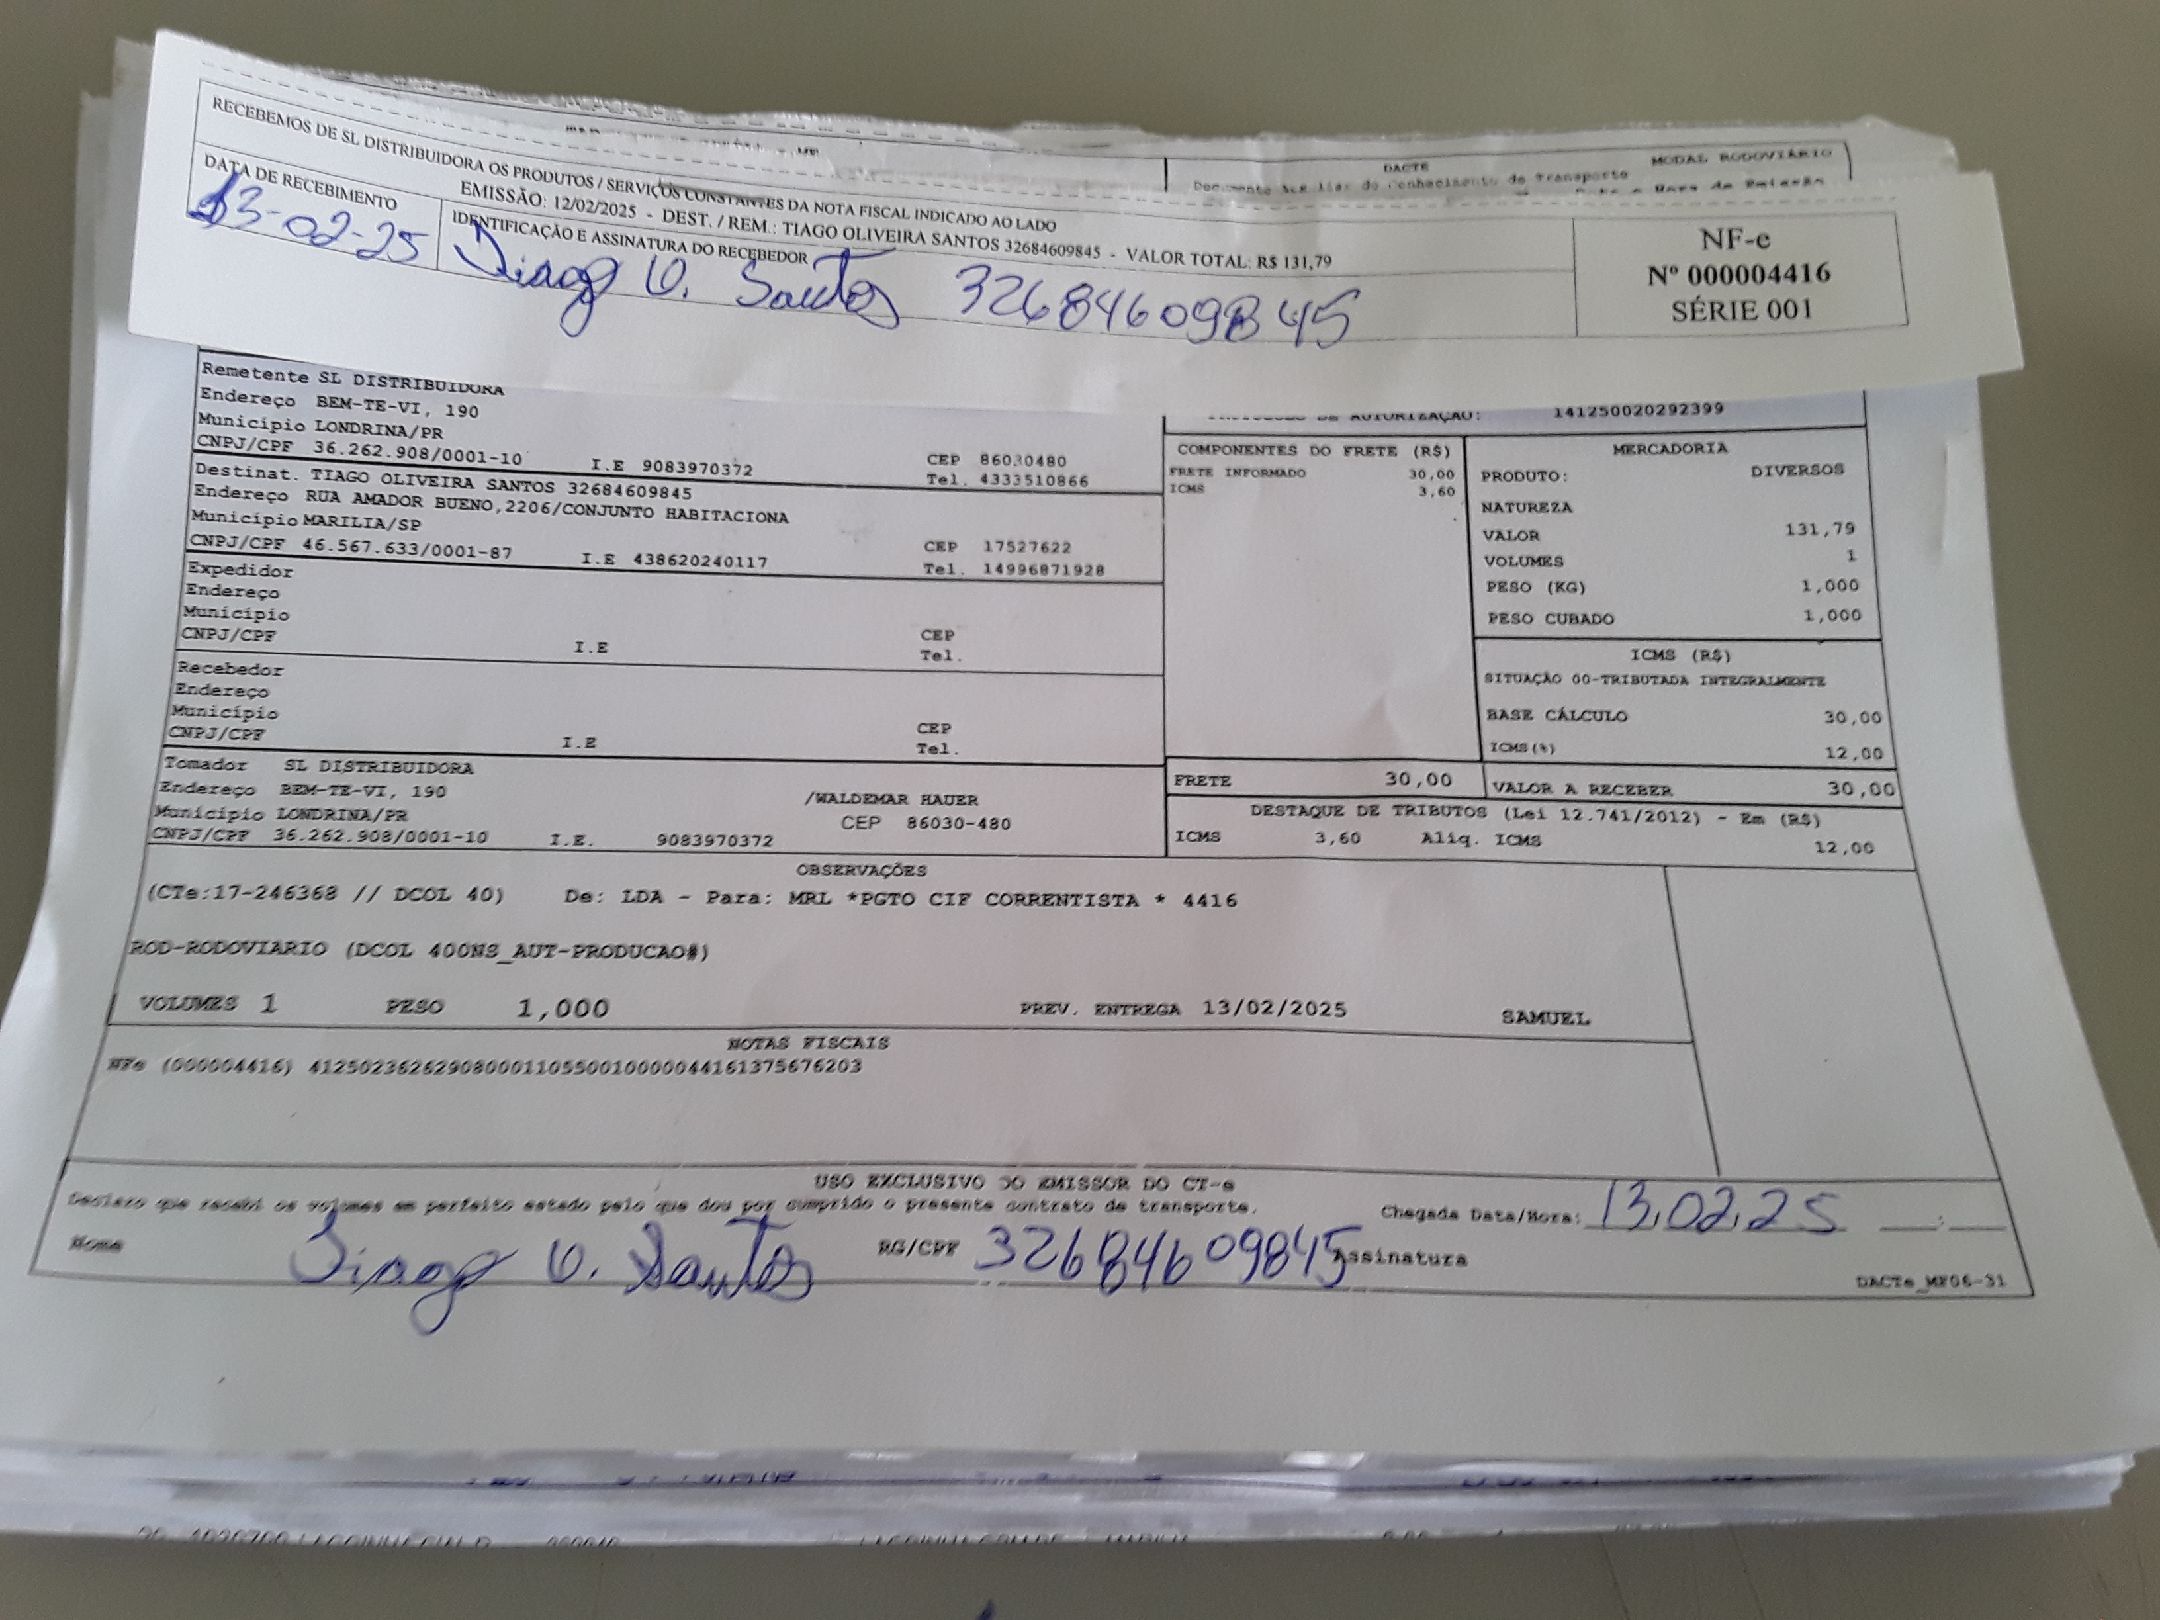 DACTE MODAL RODOVIÁRIO
RECEBEMOS DE SL DISTRIBUIDORA OS PRODUTOS / SERVIÇOS CONSTANTES DA NOTA FISCAL INDICADO AO LADO
EMISSÃO: 12/02/2025 - DEST. / REM.: TIAGO OLIVEIRA SANTOS 32684609845 - VALOR TOTAL: R$ 131,79
DATA DE RECEBIMENTO
13-02-25
IDENTIFICAÇÃO E ASSINATURA DO RECEBEDOR
Tiago O. Santos 32684609845
NF-e
Nº 000004416
SÉRIE 001
Remetente SL DISTRIBUIDORA
Endereço BEM-TE-VI, 190
Município LONDRINA/PR
CNPJ/CPF 36.262.908/0001-10 I.E 9083970372
CEP 86030480
Tel. 4333510866
Destinat. TIAGO OLIVEIRA SANTOS 32684609845
Endereço RUA AMADOR BUENO,2206/CONJUNTO HABITACIONA
Município MARILIA/SP
CNPJ/CPF 46.567.633/0001-87 I.E 438620240117
CEP 17527622
Tel. 14996871928
Expedidor
Endereço
Município
CNPJ/CPF I.E
CEP
Tel.
Recebedor
Endereço
Município
CNPJ/CPF I.E
CEP
Tel.
Tomador SL DISTRIBUIDORA
Endereço BEM-TE-VI, 190 /WALDEMAR HAUER
Município LONDRINA/PR CEP 86030-480
CNPJ/CPF 36.262.908/0001-10 I.E. 9083970372
AUTORIZAÇÃO: 141250020292399
COMPONENTES DO FRETE (R$)
FRETE INFORMADO 30,00
ICMS 3,60
MERCADORIA
PRODUTO: DIVERSOS
NATUREZA
VALOR 131,79
VOLUMES 1
PESO (KG) 1,000
PESO CUBADO 1,000
ICMS (R$)
SITUAÇÃO 00-TRIBUTADA INTEGRALMENTE
BASE CÁLCULO 30,00
ICMS(%) 12,00
FRETE 30,00 VALOR A RECEBER 30,00
DESTAQUE DE TRIBUTOS (Lei 12.741/2012) - Em (R$)
ICMS 3,60 Aliq. ICMS 12,00
OBSERVAÇÕES
(CTe:17-246368 // DCOL 40) De: LDA - Para: MRL *PGTO CIF CORRENTISTA * 4416
ROD-RODOVIARIO (DCOL 400NS_AUT-PRODUCAO#)
VOLUMES 1 PESO 1,000 PREV. ENTREGA 13/02/2025 SAMUEL
NOTAS FISCAIS
NFe (000004416) 41250236262908000110550010000044161375676203
USO EXCLUSIVO DO EMISSOR DO CT-e
Declaro que recebi os volumes em perfeito estado pelo que dou por cumprido o presente contrato de transporte.
Chegada Data/Hora: 13.02.25 __:__
Nome Tiago O. Santos RG/CPF 32684609845 Assinatura
DACTe_MF06-31